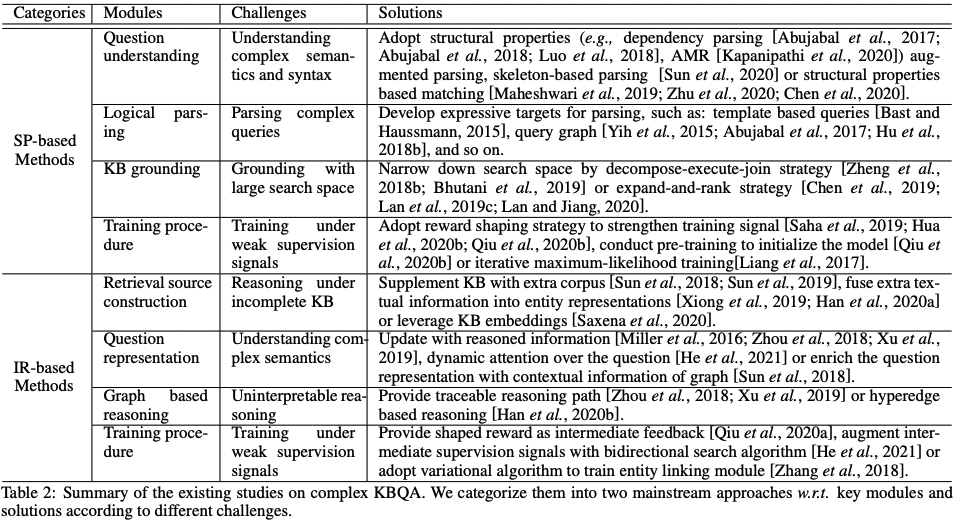 Categories Modules Challenges Solutions
SP-based Methods
Question understanding
Understanding complex seman-
tics and syntax
Adopt structural properties (e.g., dependency parsing [Abujabal et al., 2017;
Abujabal et al., 2018; Luo et al., 2018], AMR [Kapanipathi et al., 2020]) aug-
mented parsing, skeleton-based parsing [Sun et al., 2020] or structural properties
based matching [Maheshwari et al., 2019; Zhu et al., 2020; Chen et al., 2020].
Logical pars-
ing
Parsing complex
queries
Develop expressive targets for parsing, such as: template based queries [Bast and
Haussmann, 2015], query graph [Yih et al., 2015; Abujabal et al., 2017; Hu et al.,
2018b], and so on.
KB grounding
Grounding with
large search space
Narrow down search space by decompose-execute-join strategy [Zheng et al.,
2018b; Bhutani et al., 2019] or expand-and-rank strategy [Chen et al., 2019;
Lan et al., 2019c; Lan and Jiang, 2020].
Training proce-
dure
Training under
weak supervision
signals
Adopt reward shaping strategy to strengthen training signal [Saha et al., 2019; Hua
et al., 2020b; Qiu et al., 2020b], conduct pre-training to initialize the model [Qiu et
al., 2020b] or iterative maximum-likelihood training[Liang et al., 2017].
IR-based
Methods
Retrieval source
construction
Reasoning under
incomplete KB
Supplement KB with extra corpus [Sun et al., 2018; Sun et al., 2019], fuse extra tex-
tual information into entity representations [Xiong et al., 2019; Han et al., 2020a]
or leverage KB embeddings [Saxena et al., 2020].
Question
representation
Understanding com-
plex semantics
Update with reasoned information [Miller et al., 2016; Zhou et al., 2018; Xu et al.,
2019], dynamic attention over the question [He et al., 2021] or enrich the question
representation with contextual information of graph [Sun et al., 2018].
Graph based
reasoning
Uninterpretable rea-
soning
Provide traceable reasoning path [Zhou et al., 2018; Xu et al., 2019] or hyperedge
based reasoning [Han et al., 2020b].
Training proce-
dure
Training under
weak supervision
signals
Provide shaped reward as intermediate feedback [Qiu et al., 2020a], augment inter-
mediate supervision signals with bidirectional search algorithm [He et al., 2021] or
adopt variational algorithm to train entity linking module [Zhang et al., 2018].
Table 2: Summary of the existing studies on complex KBQA. We categorize them into two mainstream approaches w.r.t. key modules and
solutions according to different challenges.